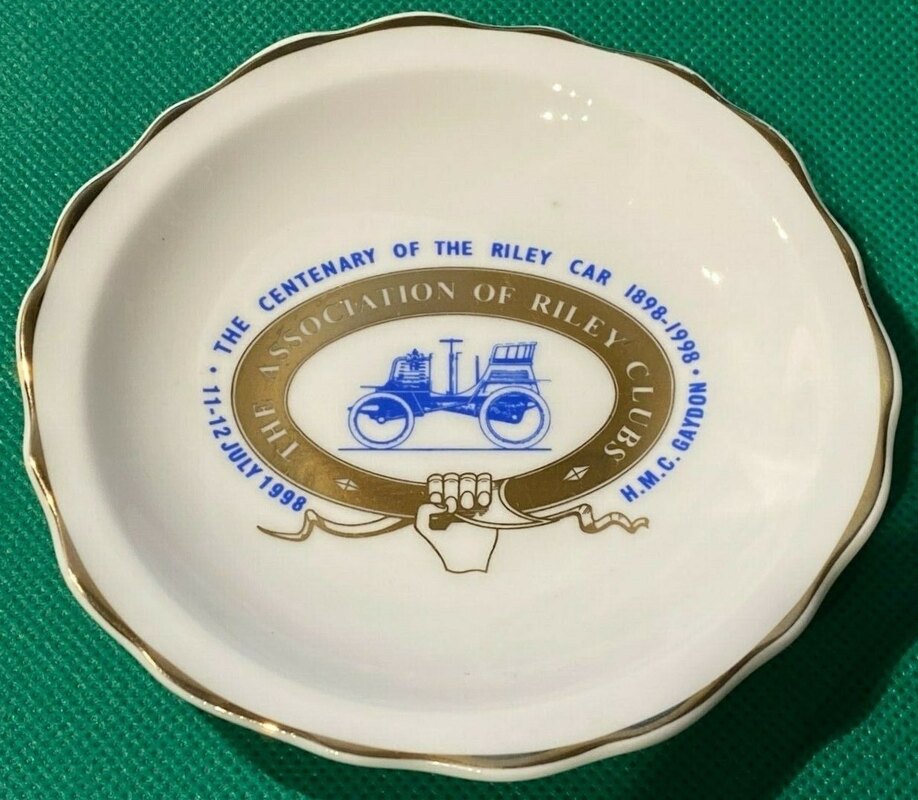 • THE CENTENARY OF THE RILEY CAR 1898-1998 •
11-12 JULY 1998
H.M.C. GAYDON
THE ASSOCIATION OF RILEY CLUBS